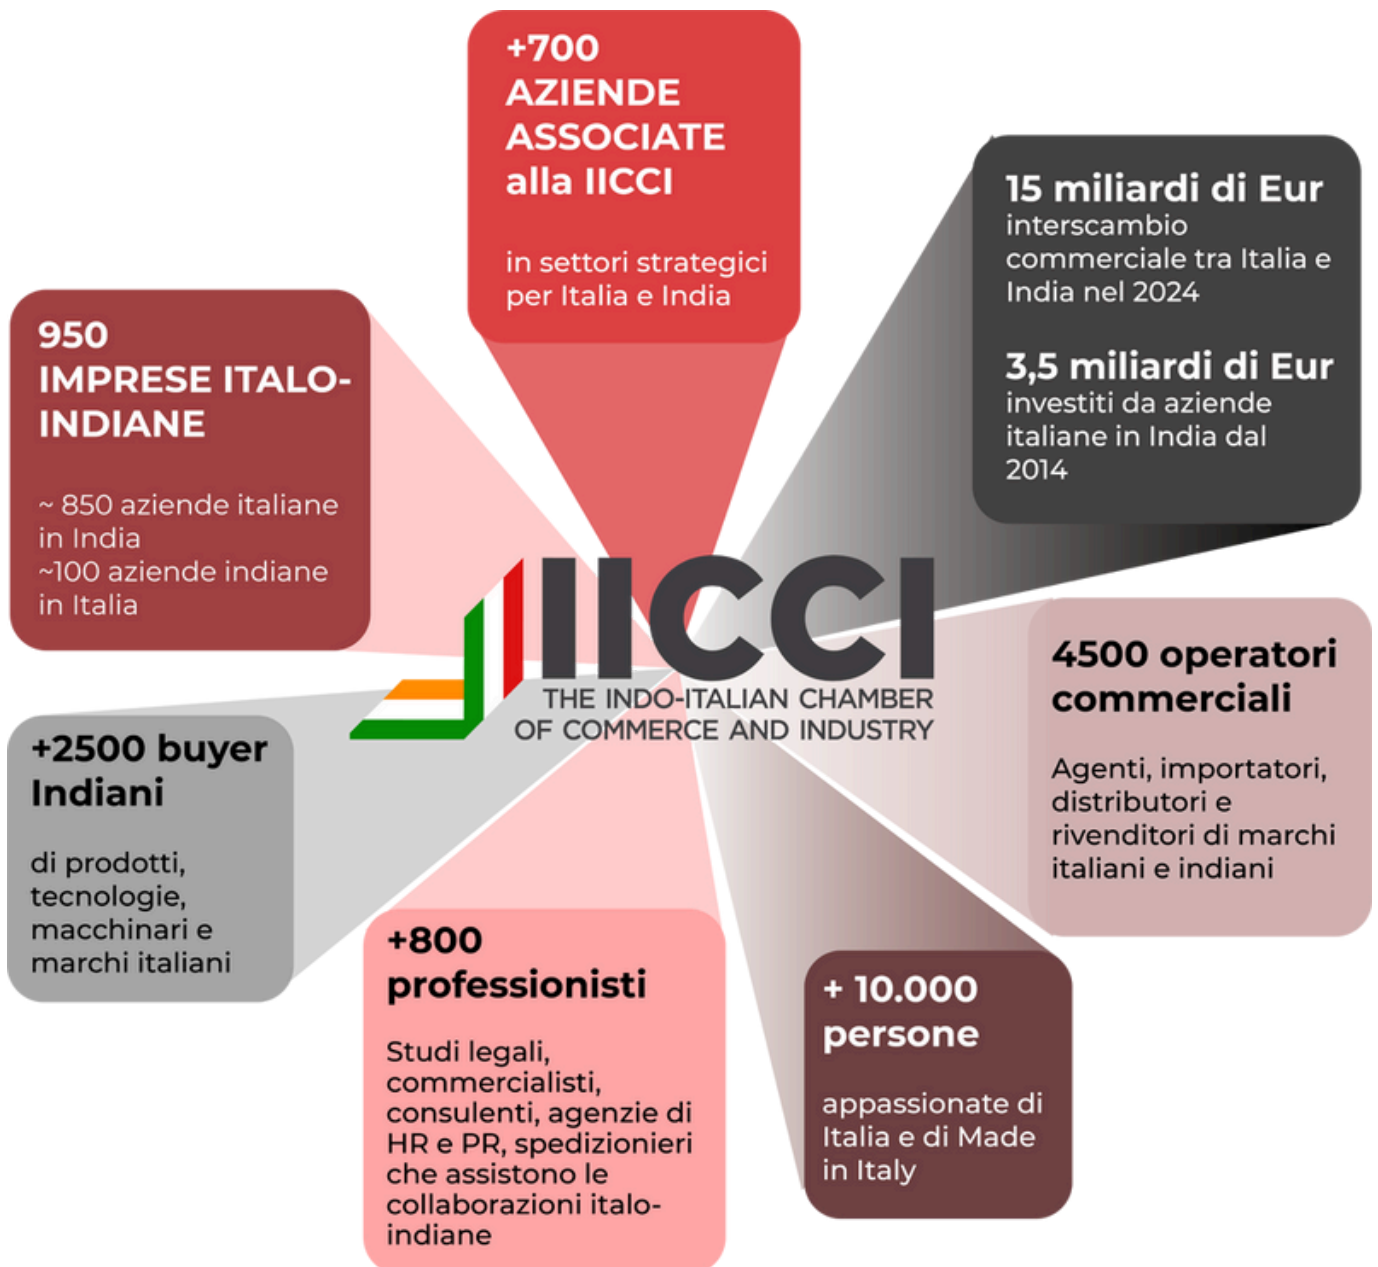 +700
AZIENDE
ASSOCIATE
alla IICCI
in settori strategici
per Italia e India
15 miliardi di Eur
interscambio
commerciale tra Italia e
India nel 2024
3,5 miliardi di Eur
investiti da aziende
italiane in India dal
2014
950
IMPRESE ITALO-
INDIANE
~ 850 aziende italiane
in India
~100 aziende indiane
in Italia
IICCI
THE INDO-ITALIAN CHAMBER
OF COMMERCE AND INDUSTRY
4500 operatori
commerciali
Agenti, importatori,
distributori e
rivenditori di marchi
italiani e indiani
+2500 buyer
Indiani
di prodotti,
tecnologie,
macchinari e
marchi italiani
+800
professionisti
Studi legali,
commercialisti,
consulenti, agenzie di
HR e PR, spedizionieri
che assistono le
collaborazioni italo-
indiane
+ 10.000
persone
appassionate di
Italia e di Made
in Italy